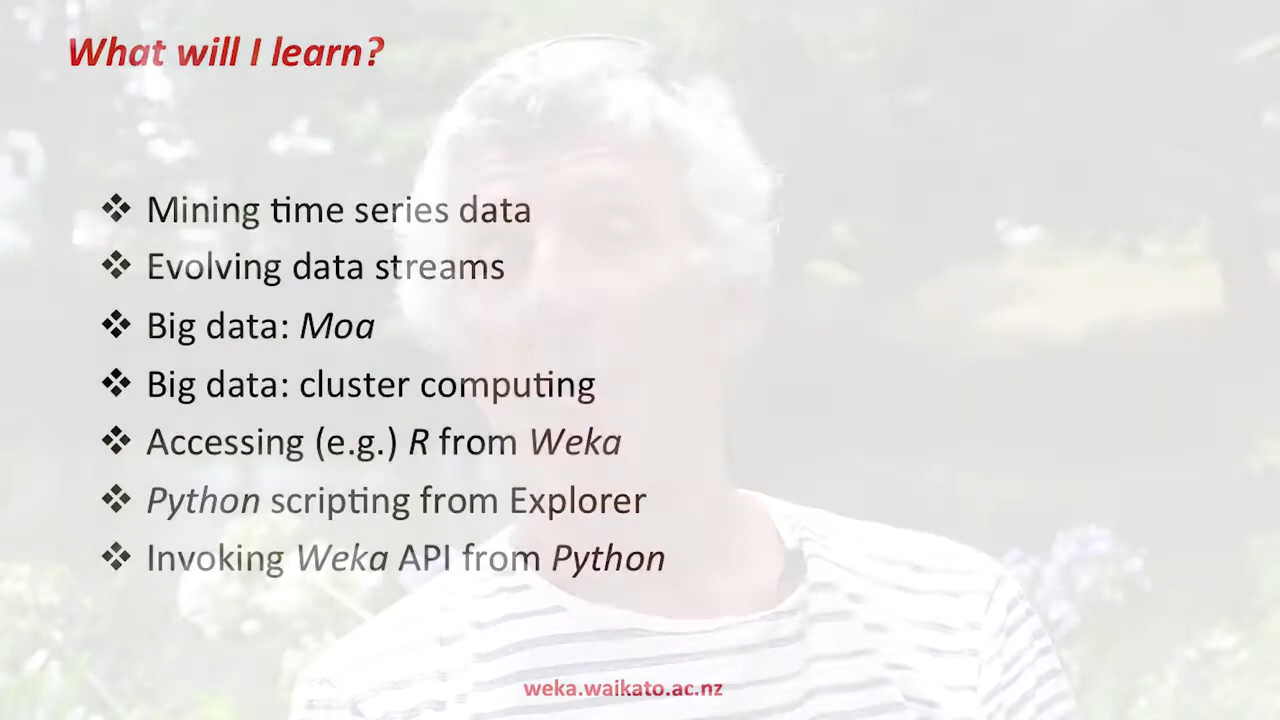 What will I learn?
❖ Mining time series data
❖ Evolving data streams
❖ Big data: Moa
❖ Big data: cluster computing
❖ Accessing (e.g.) R from Weka
❖ Python scripting from Explorer
❖ Invoking Weka API from Python
weka.waikato.ac.nz